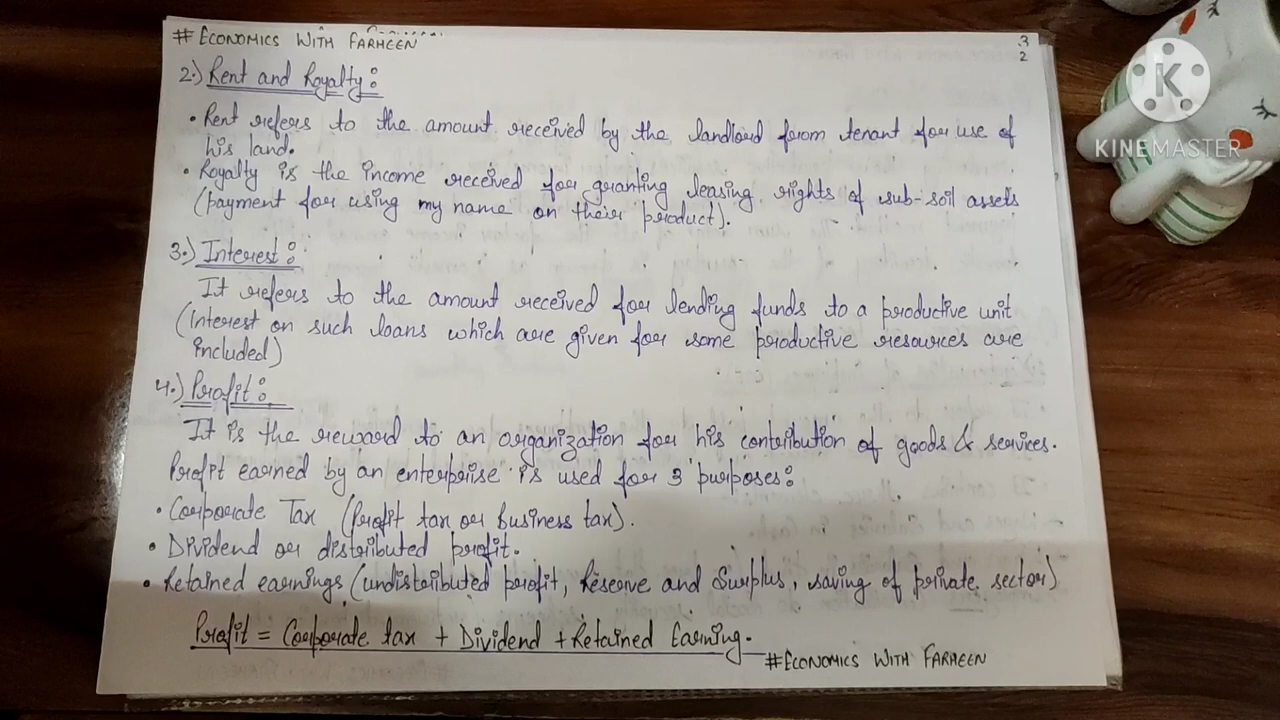 # ECONOMICS WITH FARHEEN
3
2
2.) Rent and Royalty:
• Rent refers to the amount received by the landlord from tenant for use of
his land.
• Royalty is the income received for granting leasing rights of sub-soil assets
(payment for using my name on their product).
3.) Interest:
It refers to the amount received for lending funds to a productive unit
(Interest on such loans which are given for some productive resources are
included)
4.) Profit:
It is the reward to an organization for his contribution of goods & services.
Profit earned by an enterprise is used for 3 purposes:
• Corporate Tax (Profit tax or Business tax).
• Dividend or distributed profit.
• Retained earnings (undistributed profit, Reserve and Surplus, saving of private sector)
Profit = Corporate tax + Dividend + Retained Earning.
#ECONOMICS WITH FARHEEN
K
KINEMASTER